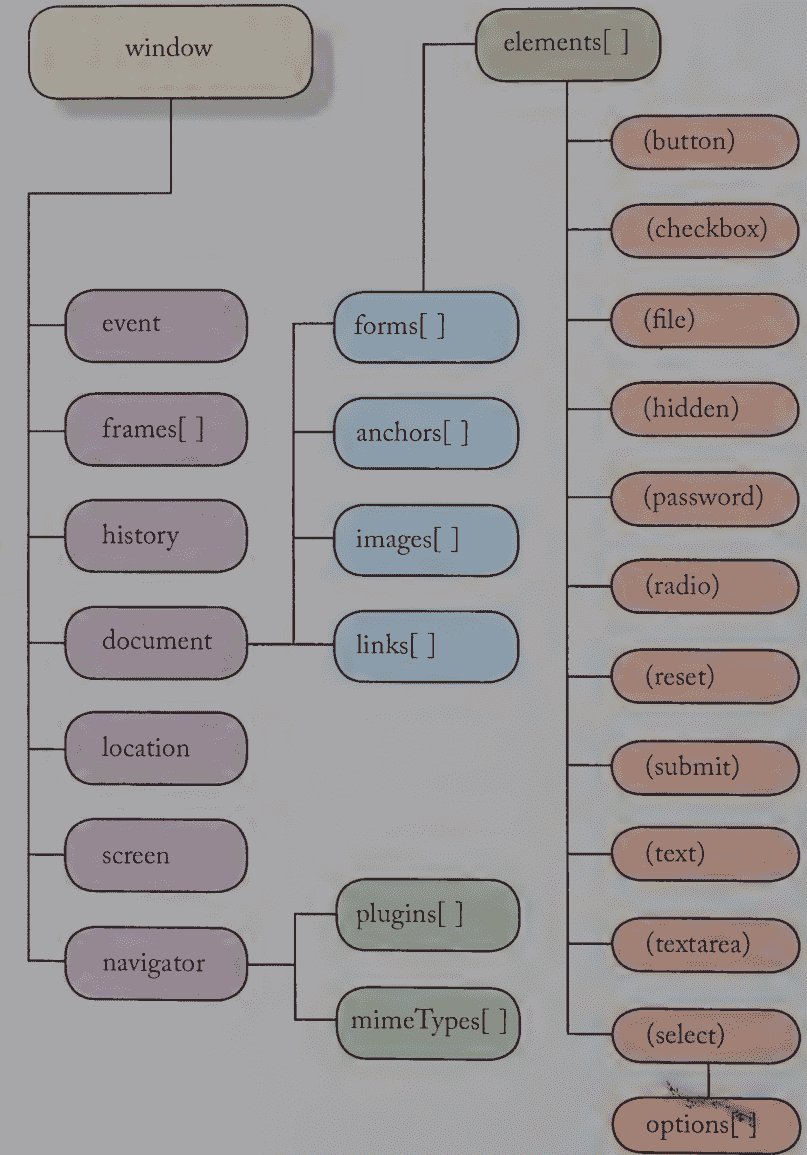 window
event
frames[ ]
history
document
location
screen
navigator
forms[ ]
anchors[ ]
images[ ]
links[ ]
plugins[ ]
mimeTypes[ ]
elements[ ]
(button)
(checkbox)
(file)
(hidden)
(password)
(radio)
(reset)
(submit)
(text)
(textarea)
(select)
options[ ]